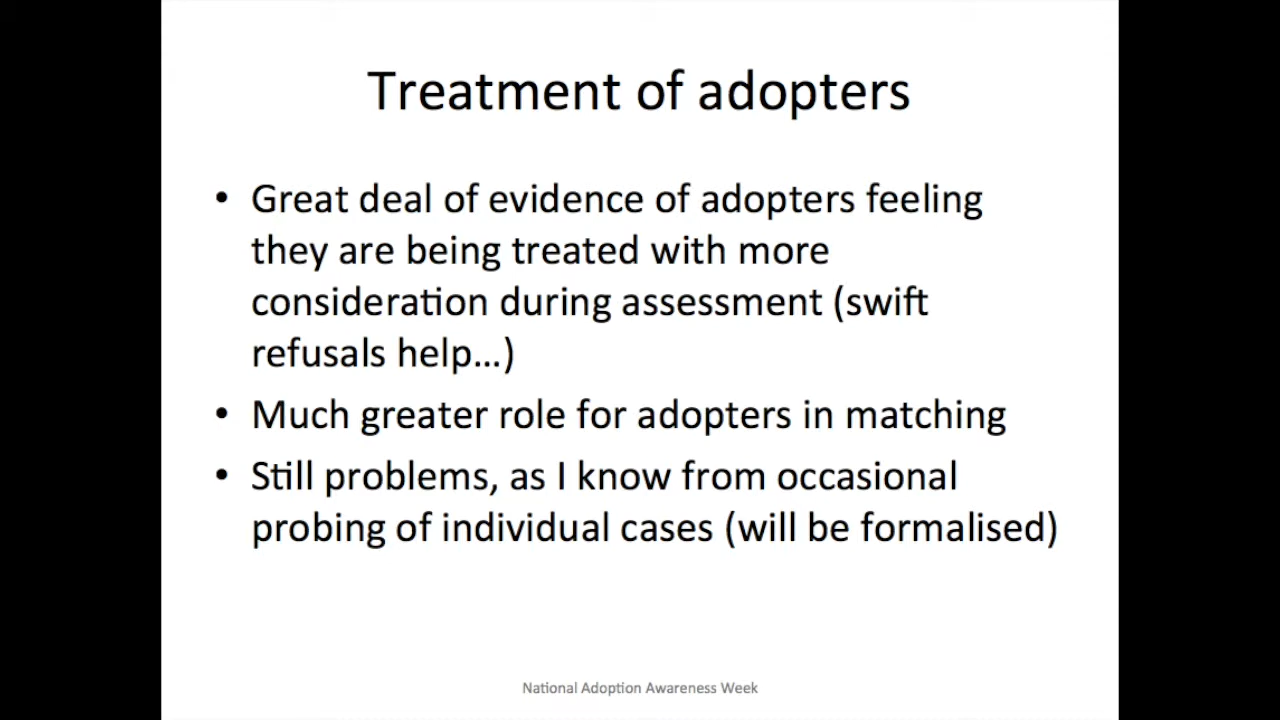 Treatment of adopters
• Great deal of evidence of adopters feeling
they are being treated with more
consideration during assessment (swift
refusals help…)
• Much greater role for adopters in matching
• Still problems, as I know from occasional
probing of individual cases (will be formalised)
National Adoption Awareness Week